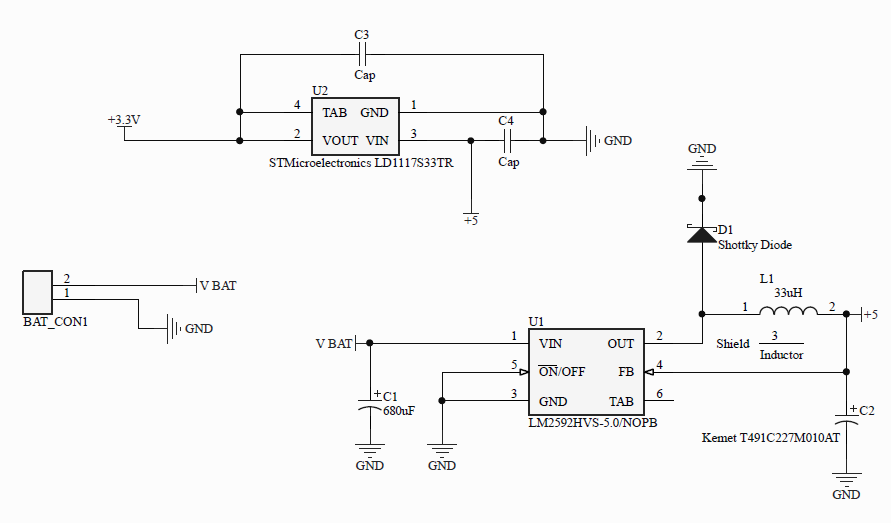 C3
Cap
U2
4 TAB GND 1
+3.3V
2 VOUT VIN 3
C4
Cap
GND
STMicroelectronics LD1117S33TR
+5
GND
D1
Shottky Diode
2 V BAT
1
BAT_CON1
GND
L1
33uH
1 2
+5
Shield 3
Inductor
U1
V BAT 1 VIN OUT 2
5 ON/OFF FB 4
3 GND TAB 6
LM2592HVS-5.0/NOPB
+ C1
680uF
GND
GND
+ C2
Kemet T491C227M010AT
GND